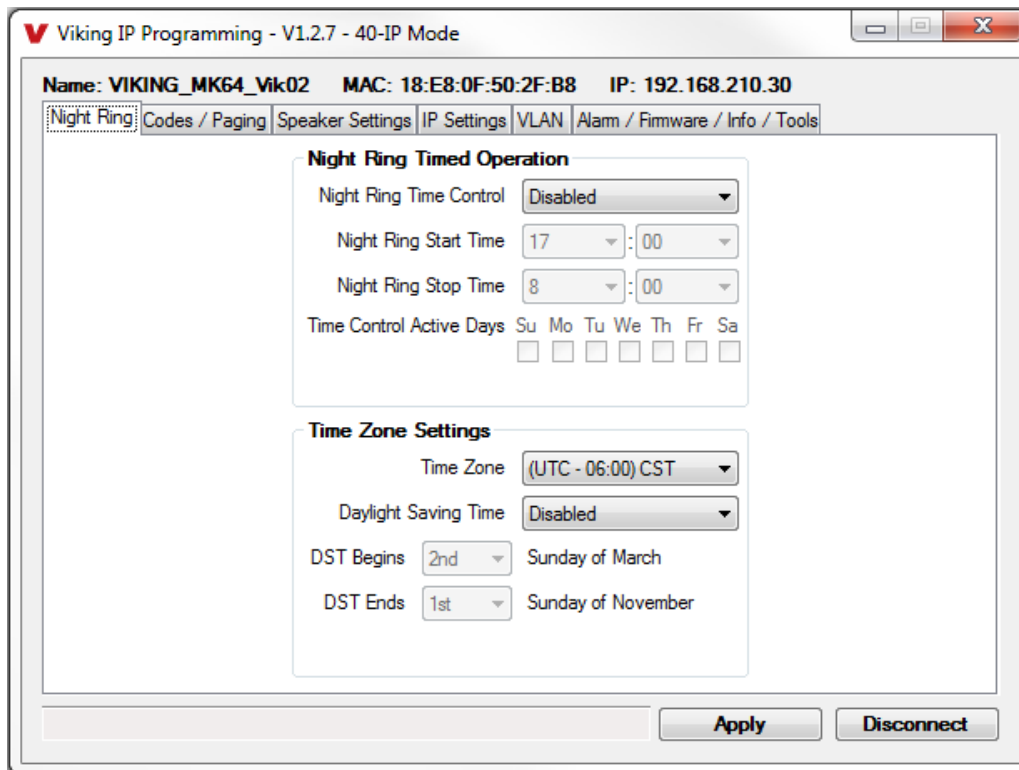 Viking IP Programming - V1.2.7 - 40-IP Mode
Name: VIKING_MK64_Vik02 MAC: 18:E8:0F:50:2F:B8 IP: 192.168.210.30
Night Ring Codes / Paging Speaker Settings IP Settings VLAN Alarm / Firmware / Info / Tools
Night Ring Timed Operation
Night Ring Time Control Disabled
Night Ring Start Time 17 : 00
Night Ring Stop Time 8 : 00
Time Control Active Days Su Mo Tu We Th Fr Sa
Time Zone Settings
Time Zone (UTC - 06:00) CST
Daylight Saving Time Disabled
DST Begins 2nd Sunday of March
DST Ends 1st Sunday of November
Apply Disconnect